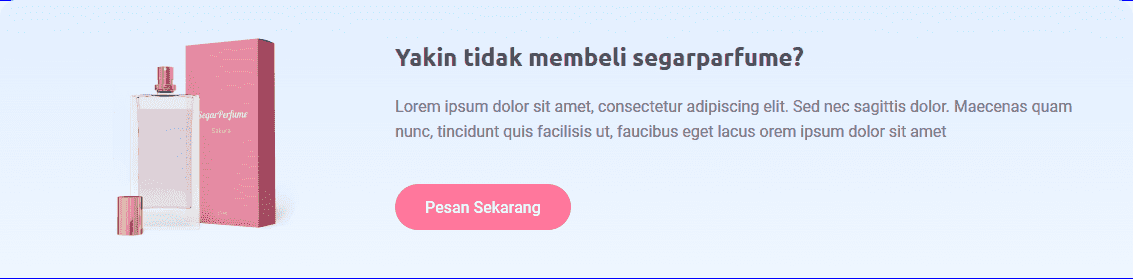 Yakin tidak membeli segarparfume?
Lorem ipsum dolor sit amet, consectetur adipiscing elit. Sed nec sagittis dolor. Maecenas quam
nunc, tincidunt quis facilisis ut, faucibus eget lacus orem ipsum dolor sit amet
Pesan Sekarang
SegarPerfume